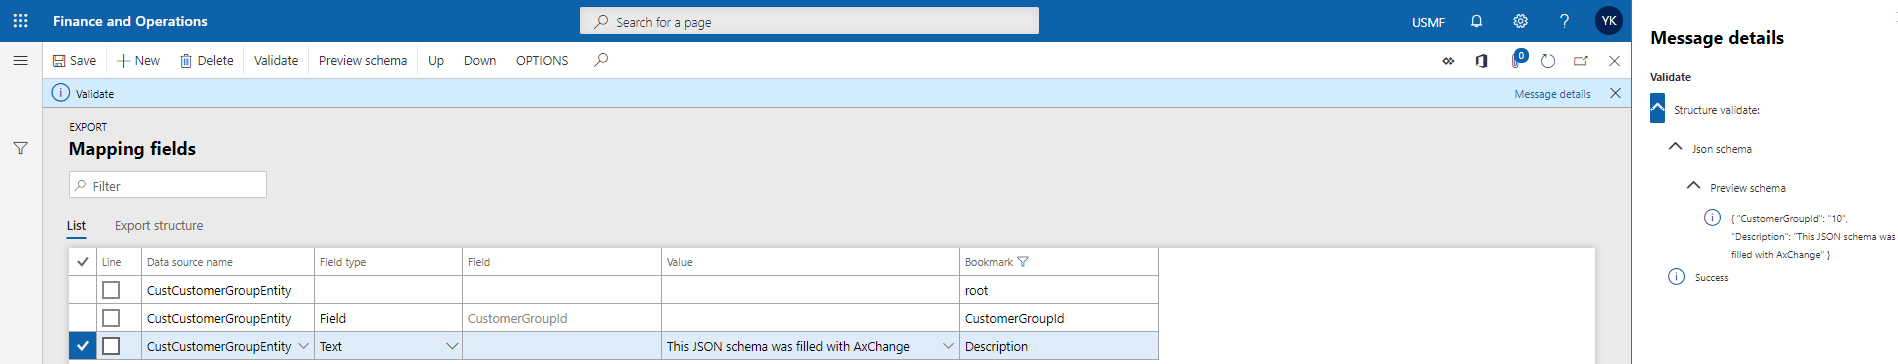 Finance and Operations
Search for a page
USMF
YK
Save New Delete Validate Preview schema Up Down OPTIONS
0
Validate
Message details
EXPORT
Mapping fields
Filter
List Export structure
Line Data source name Field type Field Value Bookmark
CustCustomerGroupEntity root
CustCustomerGroupEntity Field CustomerGroupId CustomerGroupId
CustCustomerGroupEntity Text This JSON schema was filled with AxChange Description
Message details
Validate
Structure validate:
Json schema
Preview schema
{ "CustomerGroupId": "10",
"Description": "This JSON schema was
filled with AxChange" }
Success